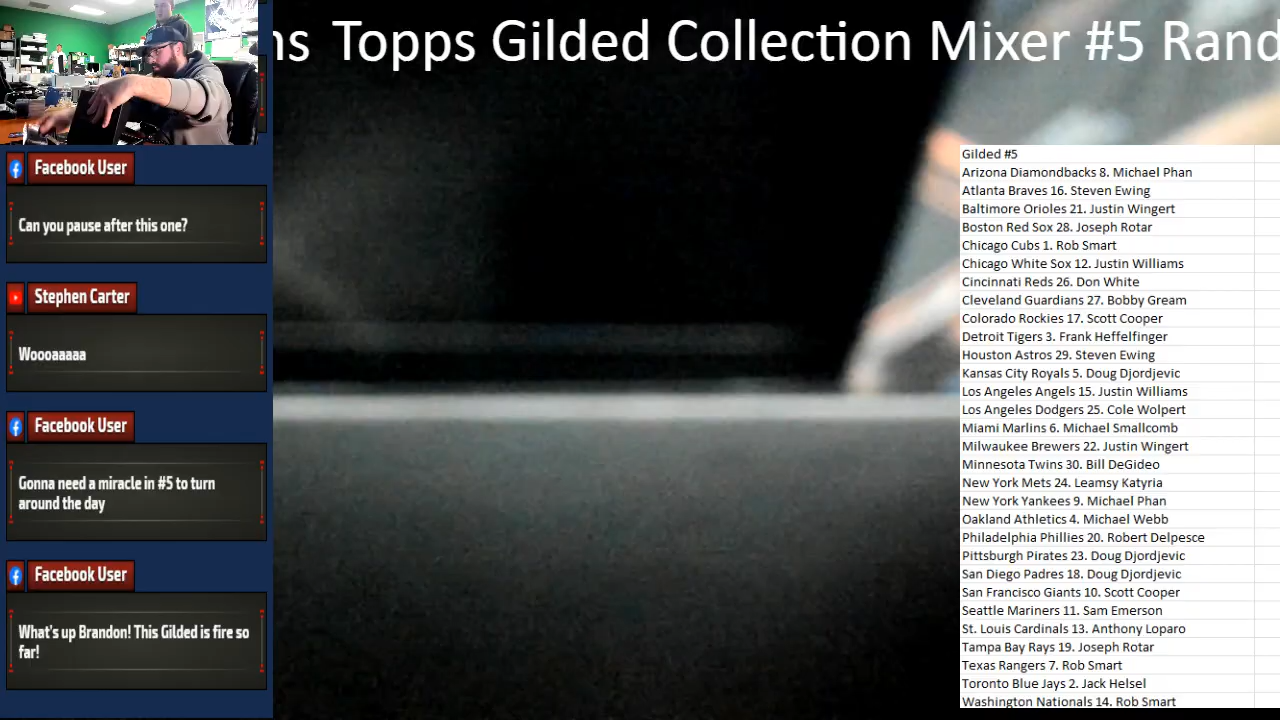 ns Topps Gilded Collection Mixer #5 Rand
Facebook User
Can you pause after this one?
Stephen Carter
Woooaaaaa
Facebook User
Gonna need a miracle in #5 to turn
around the day
Facebook User
What's up Brandon! This Gilded is fire so
far!
Gilded #5
Arizona Diamondbacks 8. Michael Phan
Atlanta Braves 16. Steven Ewing
Baltimore Orioles 21. Justin Wingert
Boston Red Sox 28. Joseph Rotar
Chicago Cubs 1. Rob Smart
Chicago White Sox 12. Justin Williams
Cincinnati Reds 26. Don White
Cleveland Guardians 27. Bobby Gream
Colorado Rockies 17. Scott Cooper
Detroit Tigers 3. Frank Heffelfinger
Houston Astros 29. Steven Ewing
Kansas City Royals 5. Doug Djordjevic
Los Angeles Angels 15. Justin Williams
Los Angeles Dodgers 25. Cole Wolpert
Miami Marlins 6. Michael Smallcomb
Milwaukee Brewers 22. Justin Wingert
Minnesota Twins 30. Bill DeGideo
New York Mets 24. Leamsy Katyria
New York Yankees 9. Michael Phan
Oakland Athletics 4. Michael Webb
Philadelphia Phillies 20. Robert Delpesce
Pittsburgh Pirates 23. Doug Djordjevic
San Diego Padres 18. Doug Djordjevic
San Francisco Giants 10. Scott Cooper
Seattle Mariners 11. Sam Emerson
St. Louis Cardinals 13. Anthony Loparo
Tampa Bay Rays 19. Joseph Rotar
Texas Rangers 7. Rob Smart
Toronto Blue Jays 2. Jack Helsel
Washington Nationals 14. Rob Smart